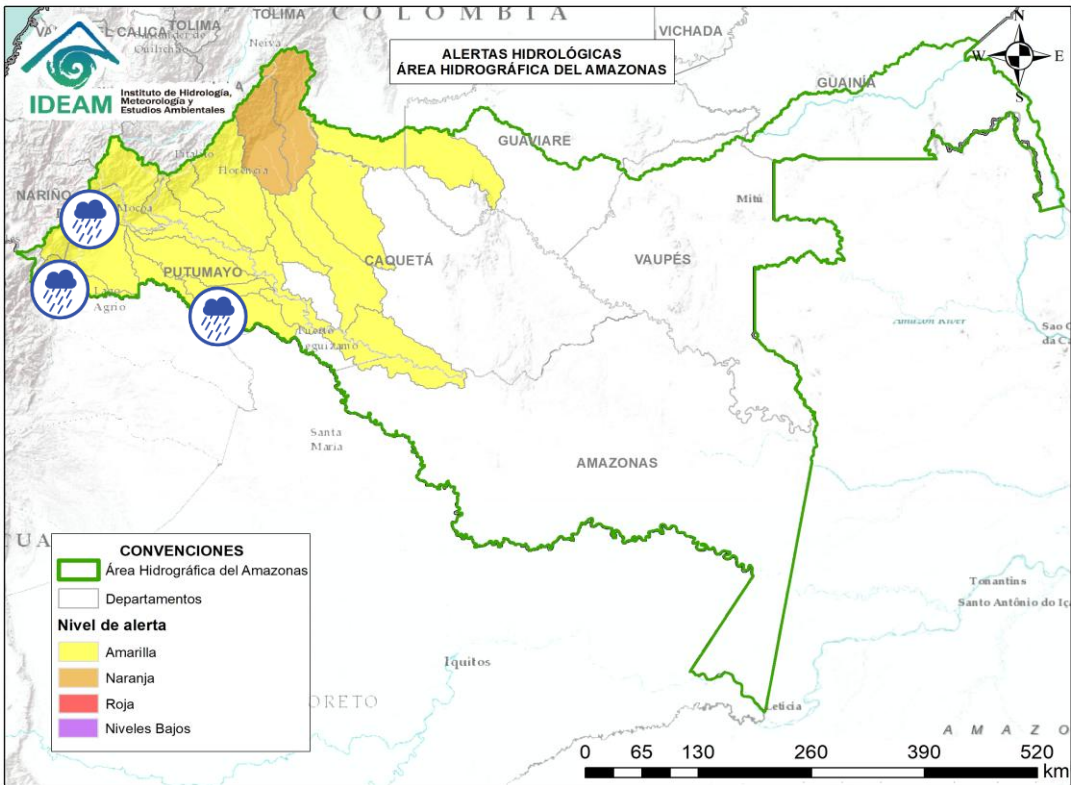 COLOMBIA
TOLIMA
TOLIMA
Neiva
VICHADA
N
W E
S
IDEAM
Instituto de Hidrología,
Meteorología y
Estudios Ambientales
ALERTAS HIDROLÓGICAS
ÁREA HIDROGRÁFICA DEL AMAZONAS
GUAINÍA
GUAVIARE
Florencia
NARIÑO
Mocoa
Mitú
CAQUETÁ
VAUPÉS
PUTUMAYO
Lago
Agrio
Puerto
Leguizamo
Amazon River
Santa
Maria
AMAZONAS
CONVENCIONES
Área Hidrográfica del Amazonas
Departamentos
Nivel de alerta
Amarilla
Naranja
Roja
Niveles Bajos
Tonantins
Santo Antônio do Iça
Iquitos
ORETO
Leticia
AMAZO
0 65 130 260 390 520
km